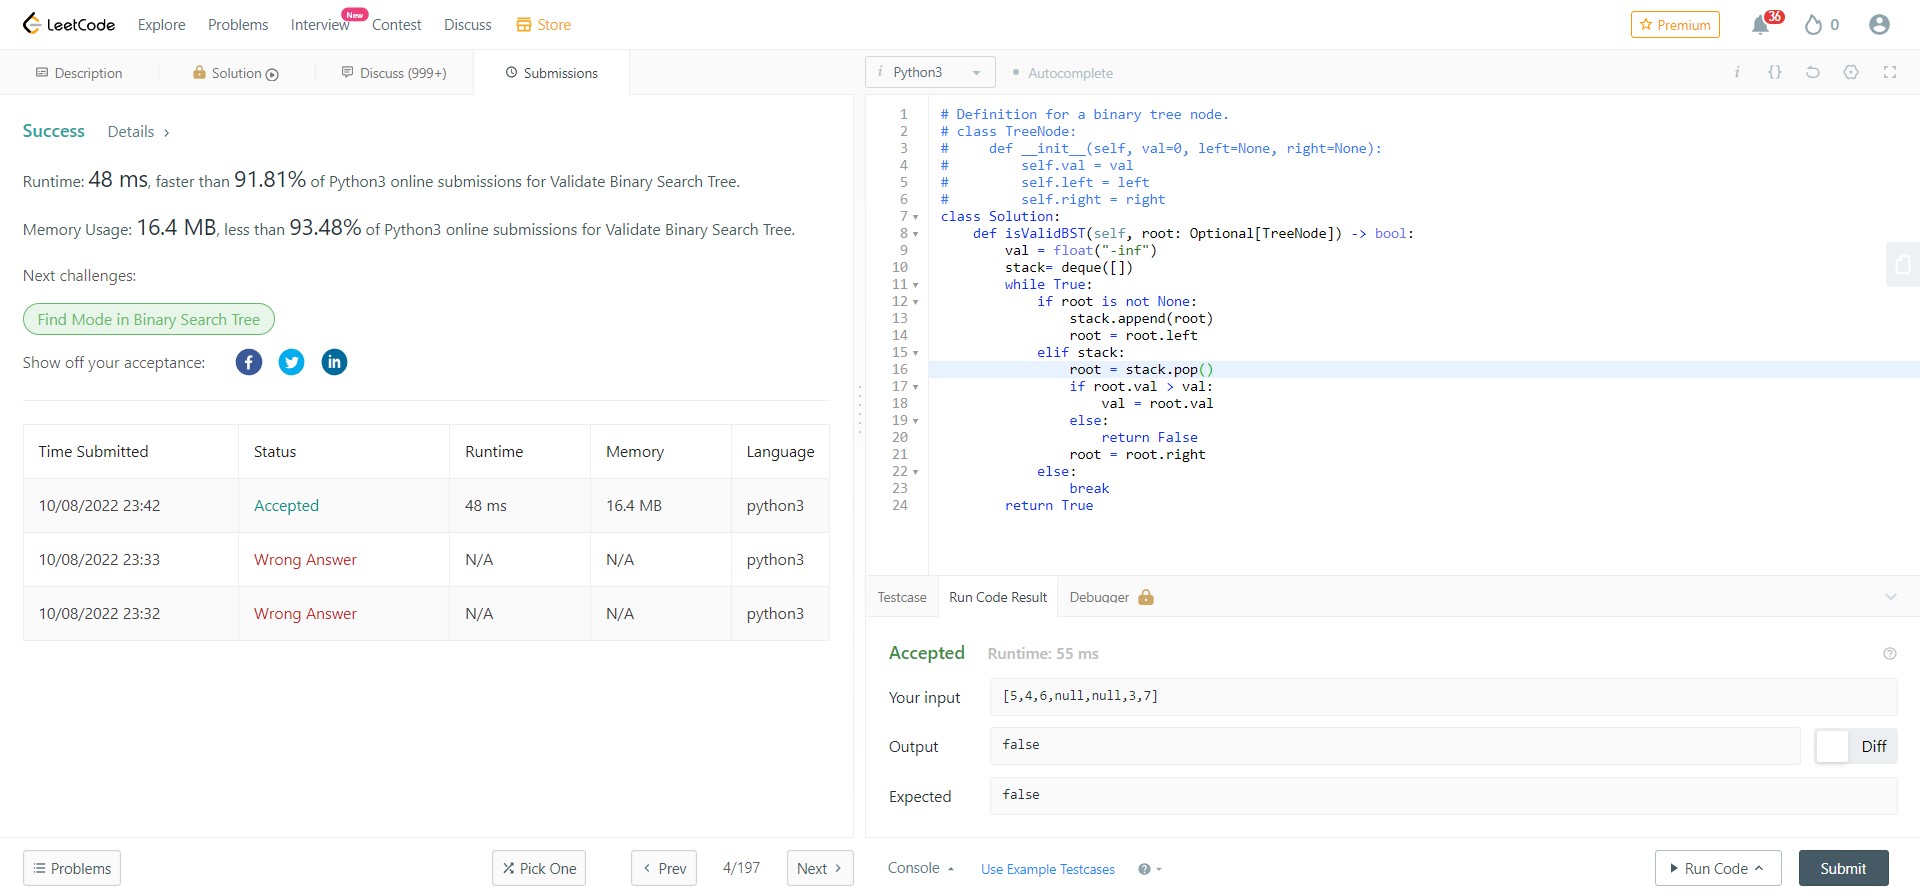 LeetCode Explore Problems Interview New Contest Discuss Store Premium 36 0
Description Solution Discuss (999+) Submissions
Success Details >
Runtime: 48 ms, faster than 91.81% of Python3 online submissions for Validate Binary Search Tree.
Memory Usage: 16.4 MB, less than 93.48% of Python3 online submissions for Validate Binary Search Tree.
Next challenges:
Find Mode in Binary Search Tree
Show off your acceptance:
Time Submitted Status Runtime Memory Language
10/08/2022 23:42 Accepted 48 ms 16.4 MB python3
10/08/2022 23:33 Wrong Answer N/A N/A python3
10/08/2022 23:32 Wrong Answer N/A N/A python3
Problems Pick One < Prev 4/197 Next >
i Python3 Autocomplete i {}
1 # Definition for a binary tree node.
2 # class TreeNode:
3 #     def __init__(self, val=0, left=None, right=None):
4 #         self.val = val
5 #         self.left = left
6 #         self.right = right
7 class Solution:
8     def isValidBST(self, root: Optional[TreeNode]) -> bool:
9         val = float("-inf")
10         stack= deque([])
11         while True:
12             if root is not None:
13                 stack.append(root)
14                 root = root.left
15             elif stack:
16                 root = stack.pop()
17                 if root.val > val:
18                     val = root.val
19                 else:
20                     return False
21                 root = root.right
22             else:
23                 break
24         return True
Testcase Run Code Result Debugger
Accepted Runtime: 55 ms
Your input [5,4,6,null,null,3,7]
Output false Diff
Expected false
Console Use Example Testcases Run Code Submit